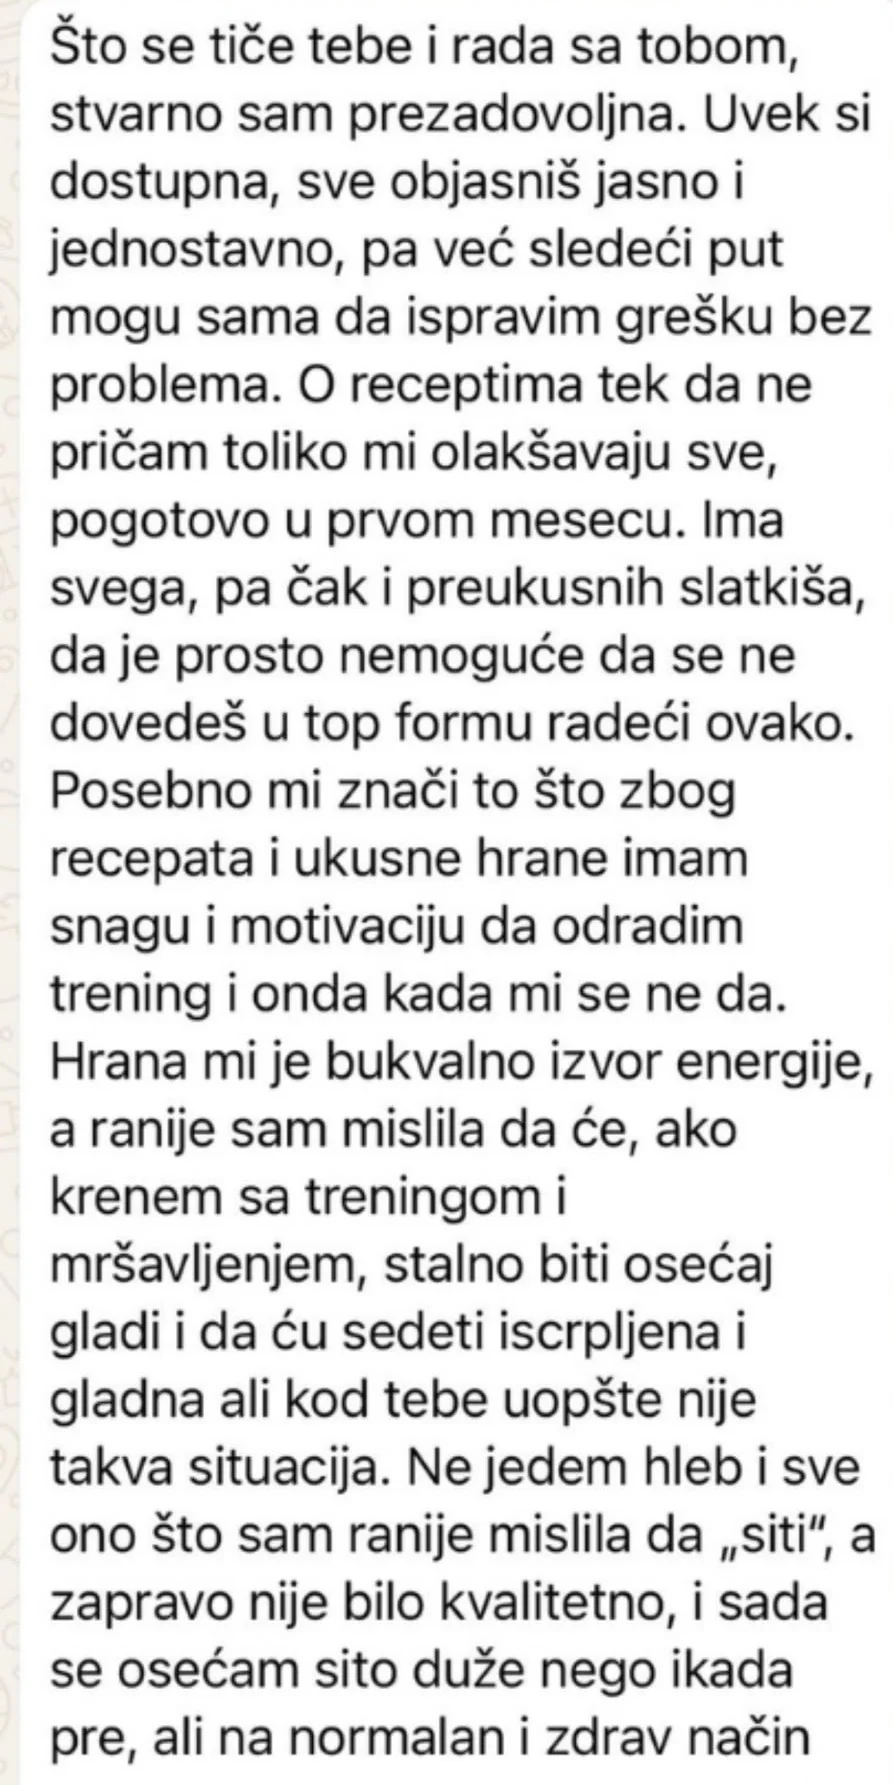 Što se tiče tebe i rada sa tobom,
stvarno sam prezadovoljna. Uvek si
dostupna, sve objasniš jasno i
jednostavno, pa već sledeći put
mogu sama da ispravim grešku bez
problema. O receptima tek da ne
pričam toliko mi olakšavaju sve,
pogotovo u prvom mesecu. Ima
svega, pa čak i preukusnih slatkiša,
da je prosto nemoguće da se ne
dovedeš u top formu radeći ovako.
Posebno mi znači to što zbog
recepata i ukusne hrane imam
snagu i motivaciju da odradim
trening i onda kada mi se ne da.
Hrana mi je bukvalno izvor energije,
a ranije sam mislila da će, ako
krenem sa treningom i
mršavljenjem, stalno biti osećaj
gladi i da ću sedeti iscrpljena i
gladna ali kod tebe uopšte nije
takva situacija. Ne jedem hleb i sve
ono što sam ranije mislila da „siti“, a
zapravo nije bilo kvalitetno, i sada
se osećam sito duže nego ikada
pre, ali na normalan i zdrav način